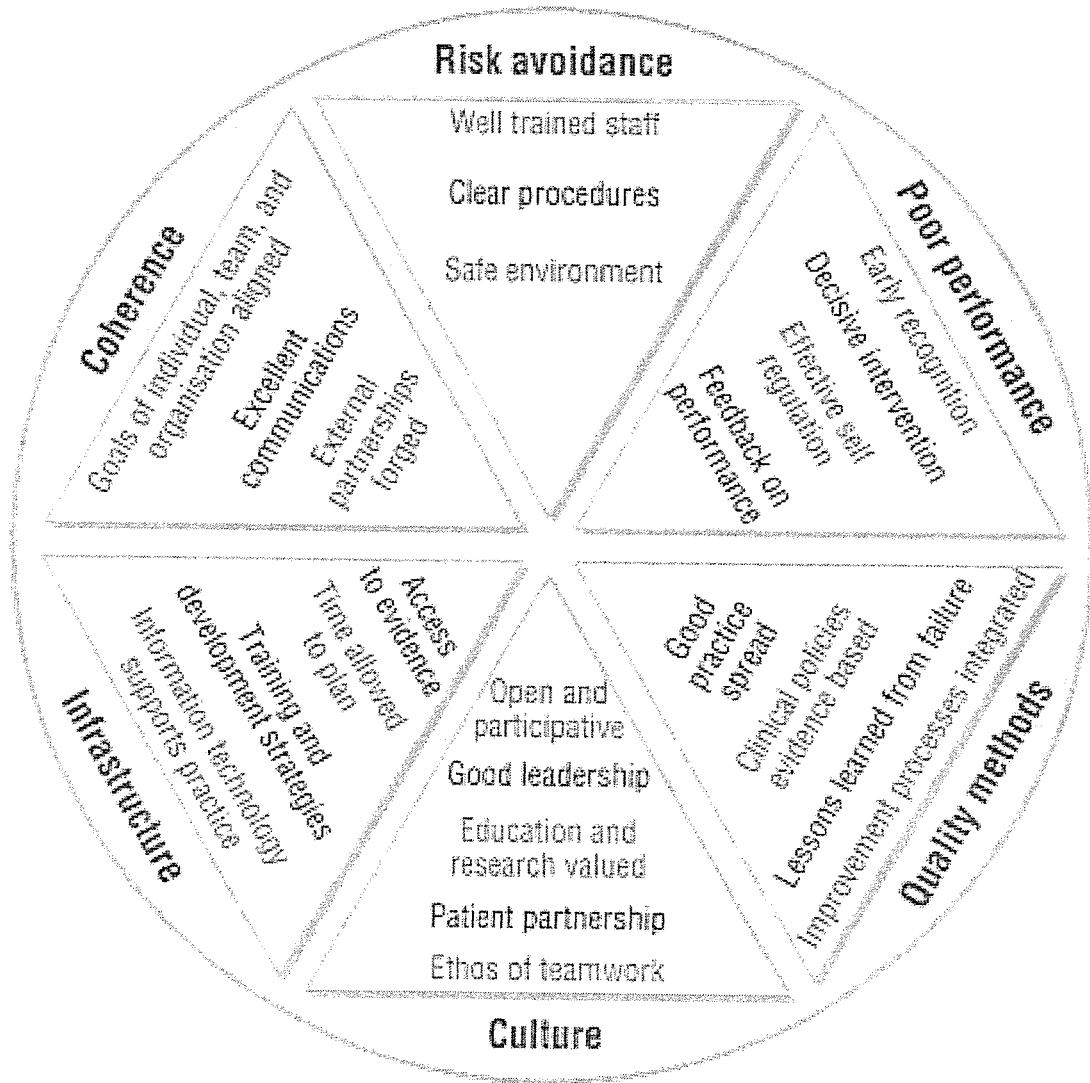 Risk avoidance
Well trained staff
Clear procedures
Safe environment
Poor performance
Early recognition
Decisive intervention
Effective self
regulation
Feedback on
performance
Quality methods
Good
practice
spread
Clinical policies
evidence based
Lessons learned from failure
Improvement processes integrated
Culture
Open and
participative
Good leadership
Education and
research valued
Patient partnership
Ethos of teamwork
Infrastructure
Access
to evidence
Time allowed
to plan
Training and
development strategies
Information technology
supports practice
Coherence
Goals of individual, team, and
organisation aligned
Excellent
communications
External
partnerships
forged